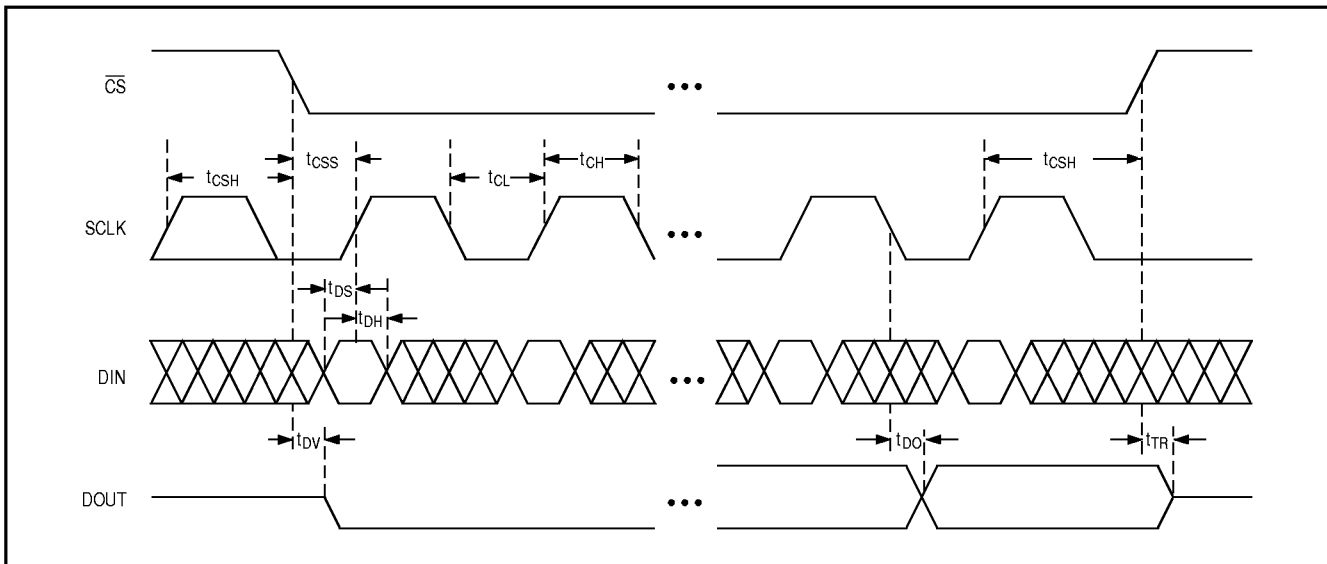 CS
•••
tCSS
tCH
tCSH
tCL
tCSH
SCLK
•••
tDS
tDH
DIN
•••
tDV
tDO
tTR
DOUT
•••